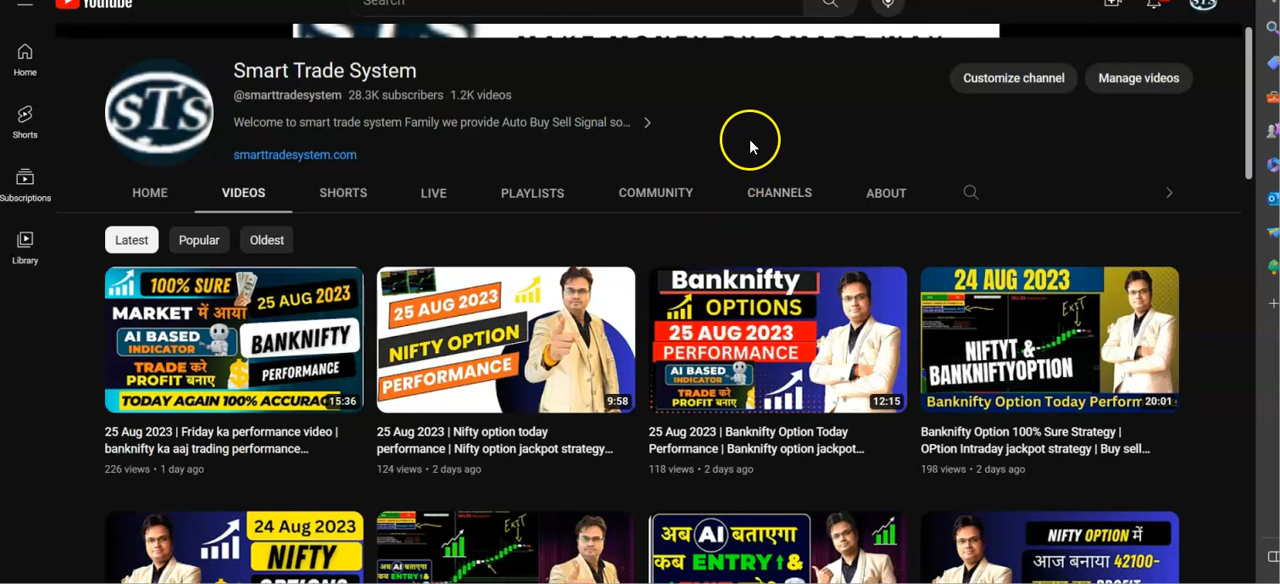 YouTube
Search
STS
MAKE MONEY BY SMART WAY
Home
Shorts
Subscriptions
Library
STS
Smart Trade System
@smarttradesystem 28.3K subscribers 1.2K videos
Welcome to smart trade system Family we provide Auto Buy Sell Signal so...
smarttradesystem.com
Customize channel
Manage videos
HOME VIDEOS SHORTS LIVE PLAYLISTS COMMUNITY CHANNELS ABOUT
Latest Popular Oldest
100% SURE
25 AUG 2023
MARKET में आया
AI BASED
INDICATOR
BANKNIFTY
TRADE करे
PROFIT बनाए
PERFORMANCE
TODAY AGAIN 100% ACCURAC
15:36
25 Aug 2023 | Friday ka performance video |
banknifty ka aaj trading performance...
226 views • 1 day ago
25 AUG 2023
NIFTY OPTION
PERFORMANCE
9:58
25 Aug 2023 | Nifty option today
performance | Nifty option jackpot strategy...
124 views • 2 days ago
Banknifty
OPTIONS
25 AUG 2023
PERFORMANCE
AI BASED
INDICATOR
TRADE करे
PROFIT बनाए
12:15
25 Aug 2023 | Banknifty Option Today
Performance | Banknifty option jackpot...
118 views • 2 days ago
24 AUG 2023
EXIT
NIFTYT &
BANKNIFTYOPTION
Banknifty Option Today Perform
20:01
Banknifty Option 100% Sure Strategy |
OPtion Intraday jackpot strategy | Buy sell...
198 views • 2 days ago
24 Aug 2023
NIFTY
EXIT
अब AI बताएगा
कब ENTRY &
NIFTY OPTION में
आज बनाया 42100-